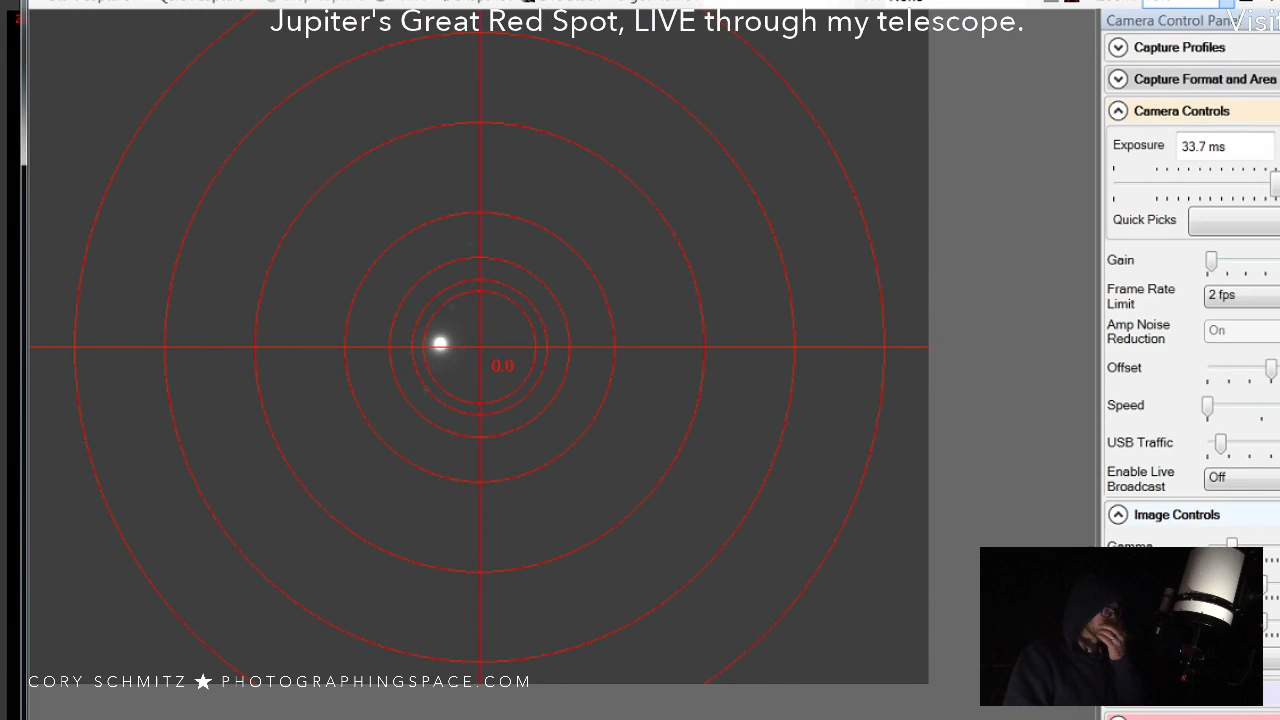 Jupiter's Great Red Spot, LIVE through my telescope.
Visi
Camera Control Pane
Capture Profiles
Capture Format and Area
Camera Controls
Exposure 33.7 ms
Quick Picks
Gain
Frame Rate Limit 2 fps
Amp Noise Reduction On
Offset
Speed
USB Traffic
Enable Live Broadcast Off
Image Controls
0.0
CORY SCHMITZ ★ PHOTOGRAPHINGSPACE.COM